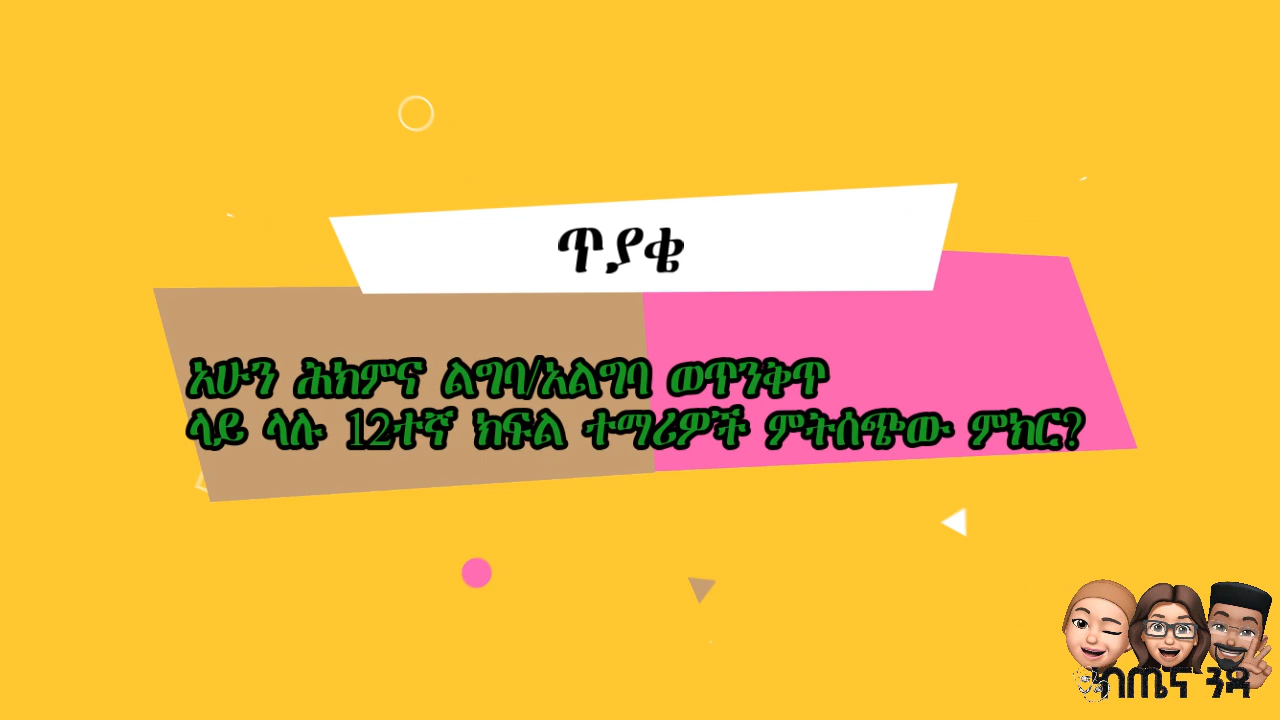 ጥያቄ
አሁን ሕክምና ልግባ/አልግባ ወጥንቅጥ
ላይ ላሉ 12ተኛ ክፍል ተማሪዎች ምትሰጭው ምክር?